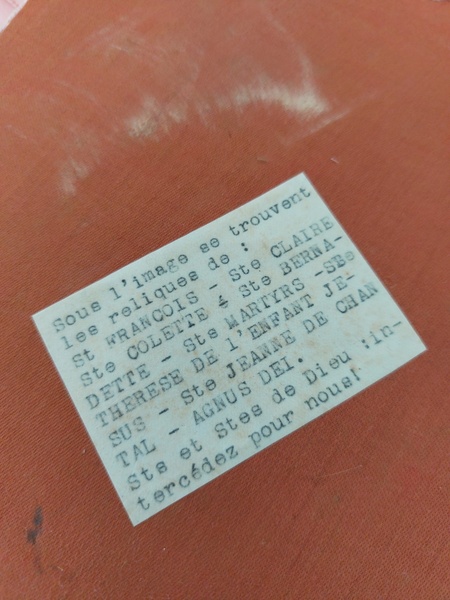 Sous l'image se trouvent
les reliques de :
St FRANCOIS - Ste CLAIRE
Ste COLETTE & Ste BERNA-
DETTE - Sts MARTYRS -STe
THERESE DE l'ENFANT JE-
SUS - Ste JEANNE DE CHAN
TAL - AGNUS DEI.
Sts et Stes de Dieu :in-
tercédez pour nous!